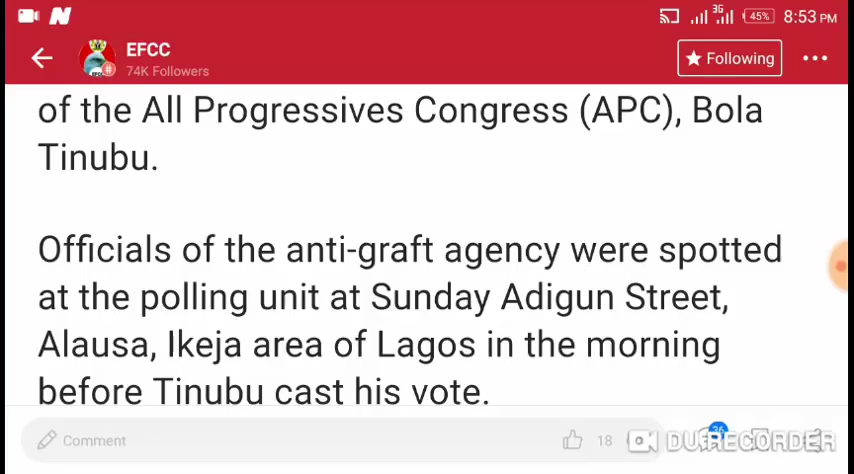 3G 45% 8:53 PM
EFCC
74K Followers
Following
of the All Progressives Congress (APC), Bola
Tinubu.
Officials of the anti-graft agency were spotted
at the polling unit at Sunday Adigun Street,
Alausa, Ikeja area of Lagos in the morning
before Tinubu cast his vote.
Comment
18
26
DU RECORDER